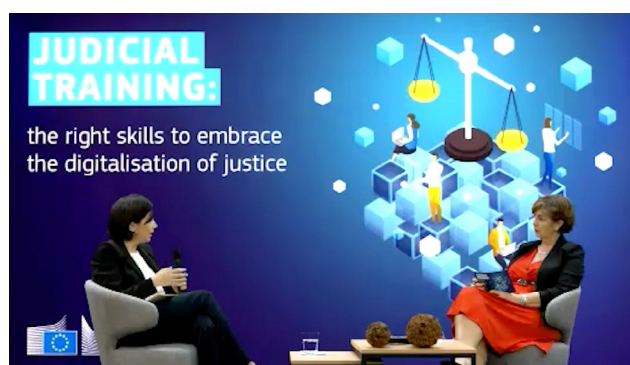 JUDICIAL
TRAINING:
the right skills to embrace
the digitalisation of justice